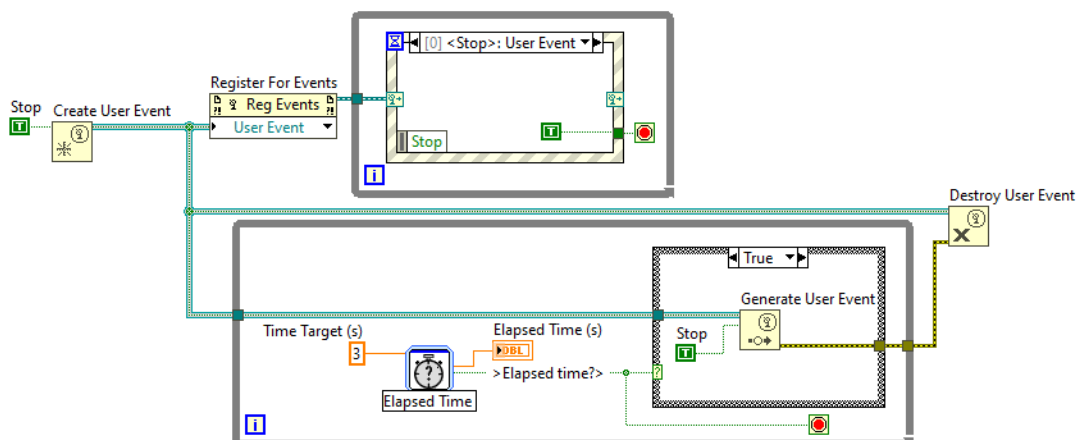 [0] <Stop>: User Event
Register For Events
Stop
Create User Event
Reg Events
User Event
T
T
Stop
i
Destroy User Event
True
Generate User Event
Time Target (s)
Elapsed Time (s)
Stop
3
DBL
T
?
>Elapsed time?>
?
Elapsed Time
i